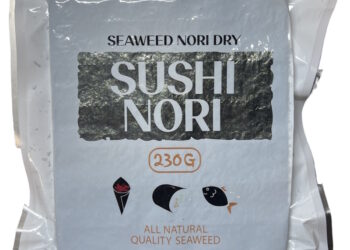 SEAWEED NORI DRY
SUSHI
NORI
230G
ALL NATURAL
QUALITY SEAWEED